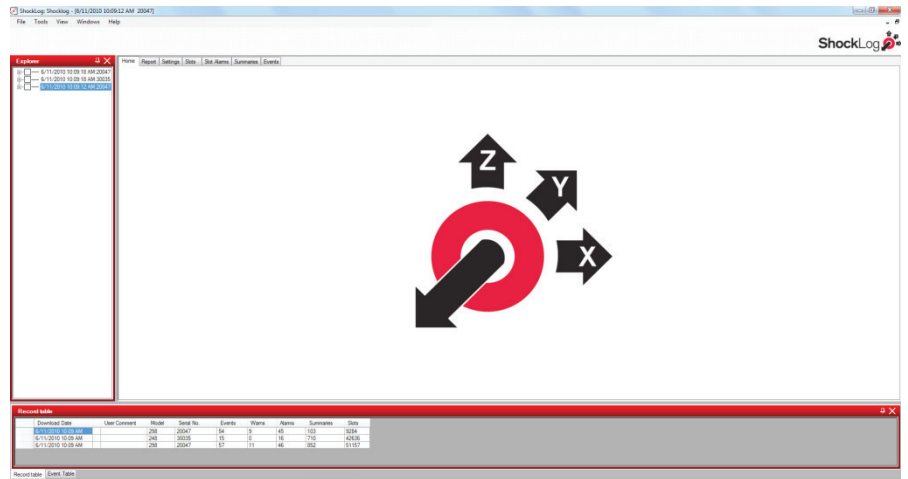 ShockLog: Shocklog - [6/11/2010 10:09:12 AM 20047]
File Tools View Windows Help
ShockLog
Explorer
6/11/2010 10:09:18 AM 20047
6/11/2010 10:09:18 AM 30035
6/11/2010 10:09:12 AM 20047
Home Report Settings Slots Slot Alarms Summaries Events
Z
Y
X
Record table
Download Date User Comment Model Serial No. Events Warns Alarms Summaries Slots
6/11/2010 10:09 AM 298 20047 54 9 45 103 9284
6/11/2010 10:09 AM 248 30035 16 0 16 710 42636
6/11/2010 10:09 AM 298 20047 57 11 46 852 51157
Record table Event Table